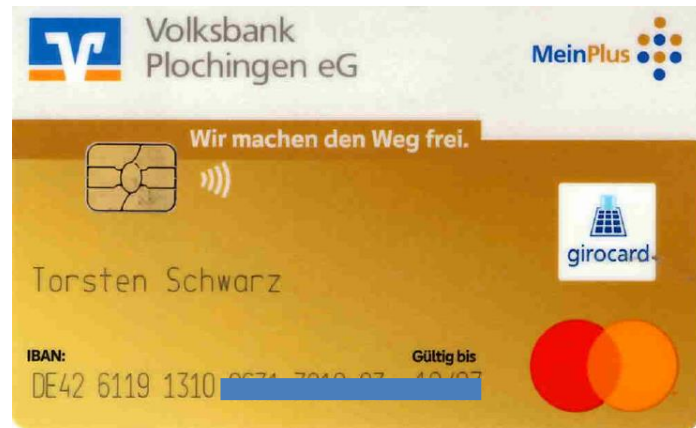 Volksbank
Plochingen eG
MeinPlus
Wir machen den Weg frei.
girocard
Torsten Schwarz
IBAN:
Gültig bis
DE42 6119 1310